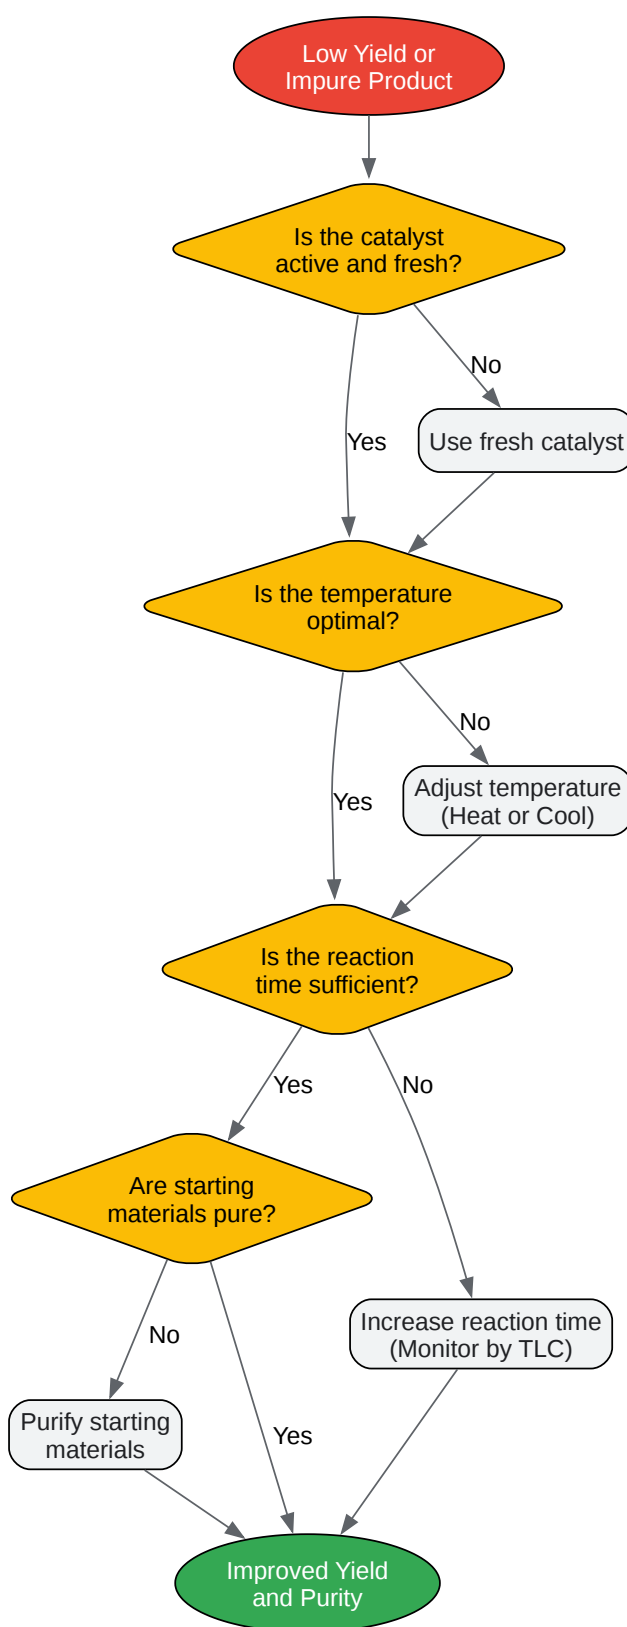 Low Yield or
Impure Product
Is the catalyst
active and fresh?
No
Use fresh catalyst
Yes
Is the temperature
optimal?
No
Adjust temperature
(Heat or Cool)
Yes
Is the reaction
time sufficient?
Yes
No
Are starting
materials pure?
Increase reaction time
(Monitor by TLC)
No
Purify starting
materials
Yes
Improved Yield
and Purity